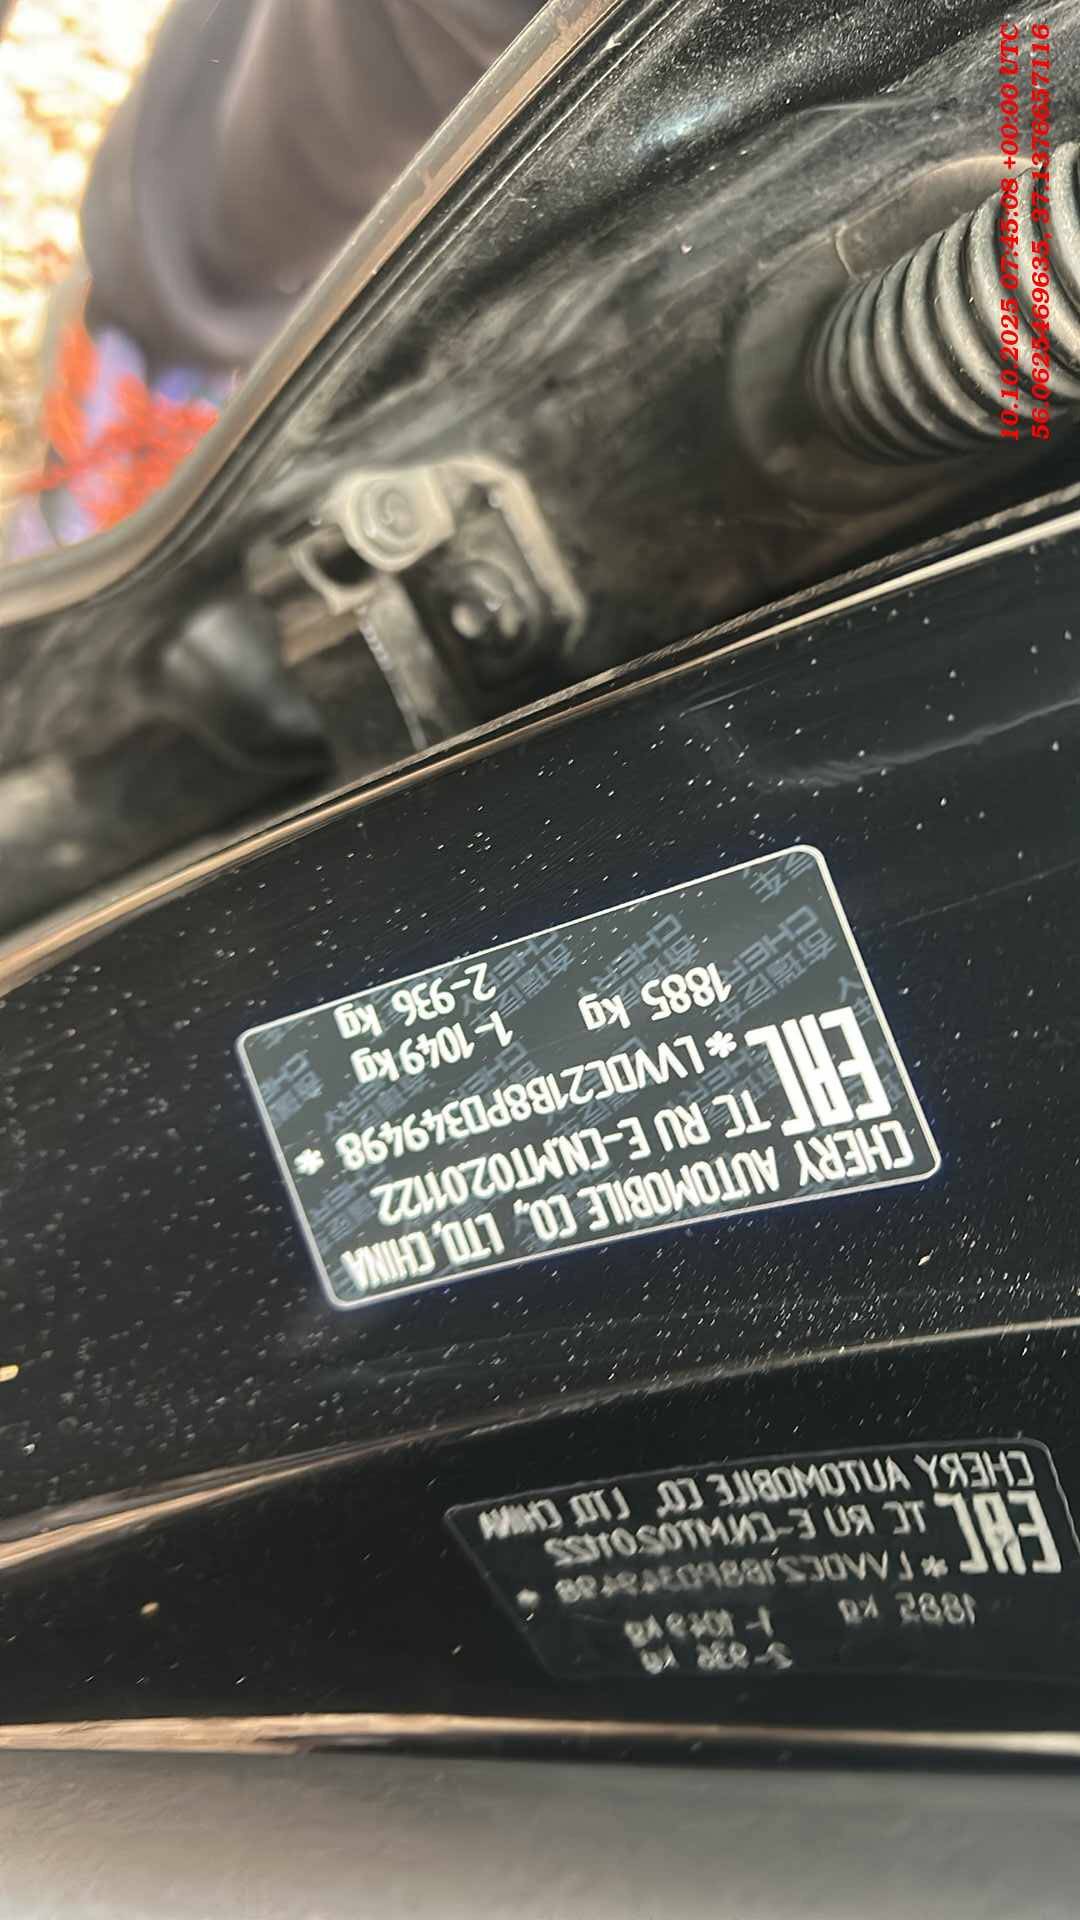 10.10.2025 07:45:08 +00:00 UTC
56.0625469635, 37.1376657116
CHERY AUTOMOBILE CO., LTD, CHINA
EAC TC RU E-CN.MT02.01122
* LVVDC21B8PD349498 *
1885 kg
1-1049 kg
2-936 kg
CHERY AUTOMOBILE CO., LTD, CHINA
EAC TC RU E-CN.MT02.01122
* LVVDC21B8PD349498 *
1885 kg
1-1049 kg
2-936 kg